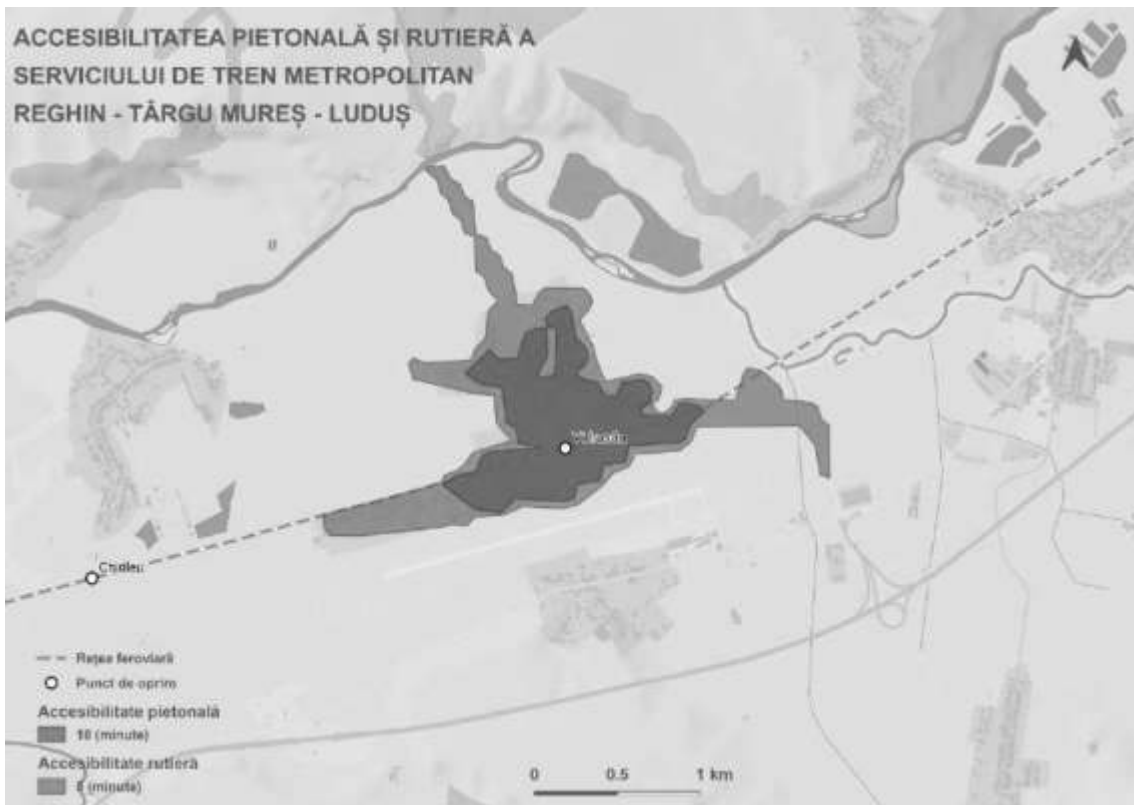 ACCESIBILITATEA PIETONALĂ ȘI RUTIERĂ A
SERVICIULUI DE TREN METROPOLITAN
REGHIN - TÂRGU MUREȘ - LUDUȘ
Rețea feroviară
Punct de oprire
Accesibilitate pietonală
10 (minute)
Accesibilitate rutieră
(minute)
0 0.5 1 km